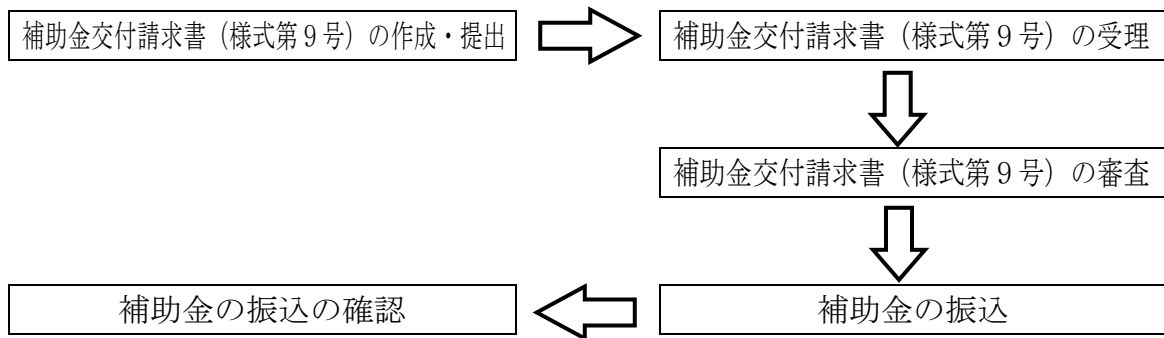 補助金交付請求書（様式第９号）の作成・提出
補助金交付請求書（様式第９号）の受理
補助金交付請求書（様式第９号）の審査
補助金の振込
補助金の振込の確認